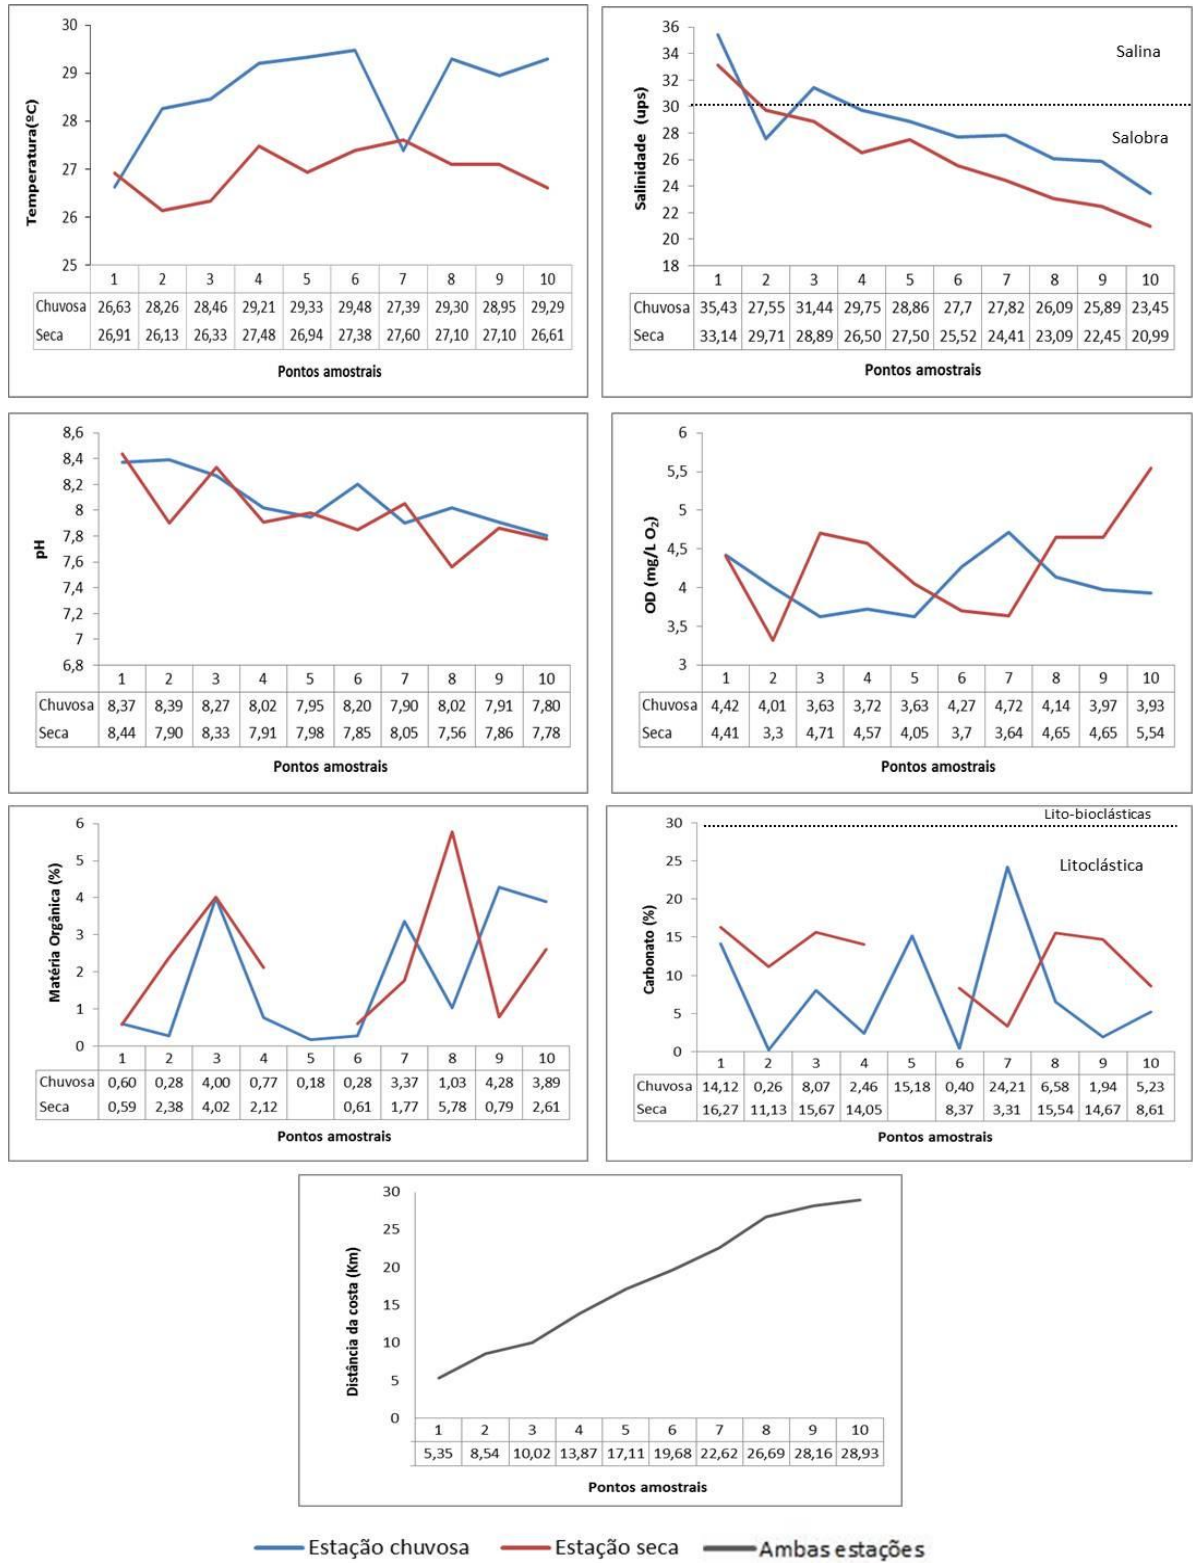 Temperatura(ºC)
30
29
28
27
26
25
1 2 3 4 5 6 7 8 9 10
Chuvosa 26,63 28,26 28,46 29,21 29,33 29,48 27,39 29,30 28,95 29,29
Seca 26,91 26,13 26,33 27,48 26,94 27,38 27,60 27,10 27,10 26,61
Pontos amostrais
Salinidade (ups)
36
34
32
30
28
26
24
22
20
18
Salina
Salobra
1 2 3 4 5 6 7 8 9 10
Chuvosa 35,43 27,55 31,44 29,75 28,86 27,7 27,82 26,09 25,89 23,45
Seca 33,14 29,71 28,89 26,50 27,50 25,52 24,41 23,09 22,45 20,99
Pontos amostrais
pH
8,6
8,4
8,2
8
7,8
7,6
7,4
7,2
7
6,8
1 2 3 4 5 6 7 8 9 10
Chuvosa 8,37 8,39 8,27 8,02 7,95 8,20 7,90 8,02 7,91 7,80
Seca 8,44 7,90 8,33 7,91 7,98 7,85 8,05 7,56 7,86 7,78
Pontos amostrais
OD (mg/L O₂)
6
5,5
5
4,5
4
3,5
3
1 2 3 4 5 6 7 8 9 10
Chuvosa 4,42 4,01 3,63 3,72 3,63 4,27 4,72 4,14 3,97 3,93
Seca 4,41 3,3 4,71 4,57 4,05 3,7 3,64 4,65 4,65 5,54
Pontos amostrais
Matéria Orgânica (%)
6
5
4
3
2
1
0
1 2 3 4 5 6 7 8 9 10
Chuvosa 0,60 0,28 4,00 0,77 0,18 0,28 3,37 1,03 4,28 3,89
Seca 0,59 2,38 4,02 2,12 0,61 1,77 5,78 0,79 2,61
Pontos amostrais
Carbonato (%)
30
25
20
15
10
5
0
Lito-bioclásticas
Litoclástica
1 2 3 4 5 6 7 8 9 10
Chuvosa 14,12 0,26 8,07 2,46 15,18 0,40 24,21 6,58 1,94 5,23
Seca 16,27 11,13 15,67 14,05 8,37 3,31 15,54 14,67 8,61
Pontos amostrais
Distância da costa (Km)
30
25
20
15
10
5
0
1 2 3 4 5 6 7 8 9 10
5,35 8,54 10,02 13,87 17,11 19,68 22,62 26,69 28,16 28,93
Pontos amostrais
Estação chuvosa Estação seca Ambas estações